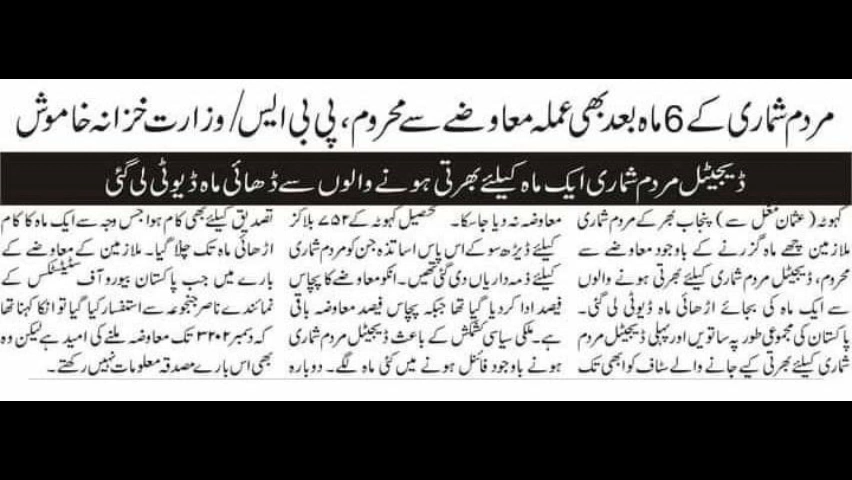 مردم شماری کے 6 ماہ بعد بھی عملہ معاوضے سے محروم، پی بی ایس/ وزارت خزانہ خاموش
ڈیجیٹل مردم شماری ایک ماہ کیلئے بھرتی ہونے والوں سے ڈھائی ماہ ڈیوٹی لی گئی
کہوٹہ (عثمان مغل سے) پنجاب بھر کے مردم شماری
ملازمین چھے ماہ گزرنے کے باوجود معاوضے سے
محروم، ڈیجیٹل مردم شماری کیلئے بھرتی ہونے والوں
سے ایک ماہ کی بجائے اڑھائی ماہ ڈیوٹی لی گئی۔
پاکستان کی مجموعی طور پہ ساتویں اور پہلی ڈیجیٹل مردم
شماری کیلئے بھرتی کیے جانے والے سٹاف کو ابھی تک
معاوضہ نہ دیا جاسکا۔ تحصیل کہوٹہ کے ۷۵۲ بلاکز
کیلئے ڈیڑھ سو کے اس پاس اساتذہ جن کو مردم شماری
کیلئے ذمہ داریاں دی گئی تھیں۔ انکو معاوضے کا پچاس
فیصد ادا کردیا گیا تھا جبکہ پچاس فیصد معاوضہ باقی
ہے۔ ملکی سیاسی کشمکش کے باعث ڈیجیٹل مردم شماری
ہونے باوجود فائنل ہونے میں کئی ماہ لگے۔ دوبارہ
تصدیق کیلئے بھی کام ہوا جس وجہ سے ایک ماہ کا کام
اڑھائی ماہ تک چلا گیا۔ ملازمین کے معاوضے کے
بارے میں جب پاکستان بیورو آف سٹیٹسٹکس کے
نمائندے ناصر جنجوعہ سے استفسار کیا گیا تو انکا کہنا تھا
کہ دسمبر ۳۲۰۲ تک معاوضہ ملنے کی امید ہے لیکن وہ
بھی اس بارے مصدقہ معلومات نہیں رکھتے۔